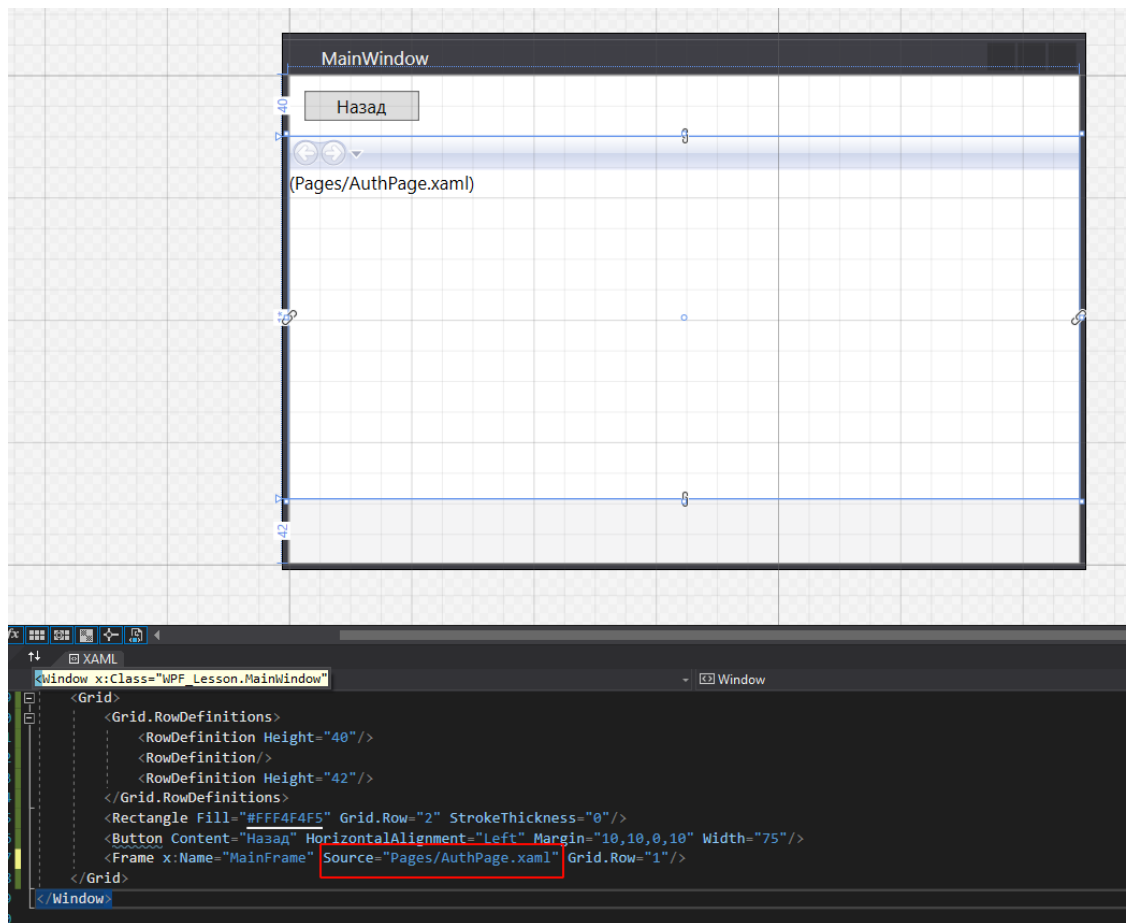 MainWindow
40
Назад
(Pages/AuthPage.xaml)
1*
42
XAML
<Window x:Class="WPF_Lesson.MainWindow"
Window
<Grid>
<Grid.RowDefinitions>
<RowDefinition Height="40"/>
<RowDefinition/>
<RowDefinition Height="42"/>
</Grid.RowDefinitions>
<Rectangle Fill="#FFF4F4F5" Grid.Row="2" StrokeThickness="0"/>
<Button Content="Назад" HorizontalAlignment="Left" Margin="10,10,0,10" Width="75"/>
<Frame x:Name="MainFrame" Source="Pages/AuthPage.xaml" Grid.Row="1"/>
</Grid>
</Window>